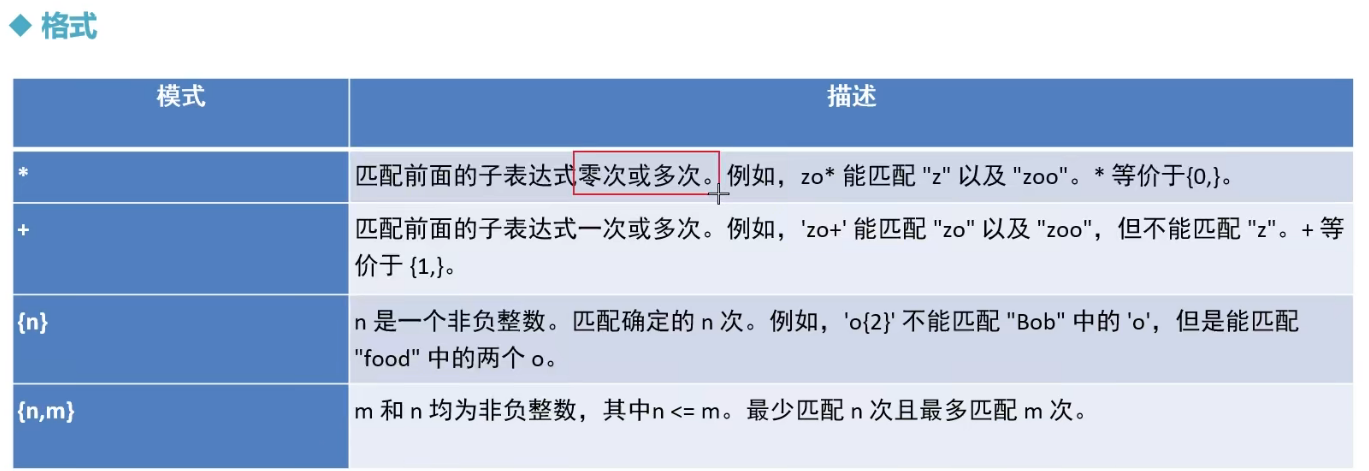 格式
模式
描述
*
匹配前面的子表达式零次或多次。例如，zo* 能匹配 "z" 以及 "zoo"。* 等价于{0,}。
+
匹配前面的子表达式一次或多次。例如，'zo+' 能匹配 "zo" 以及 "zoo"，但不能匹配 "z"。+ 等
价于 {1,}。
{n}
n 是一个非负整数。匹配确定的 n 次。例如，'o{2}' 不能匹配 "Bob" 中的 'o'，但是能匹配
"food" 中的两个 o。
{n,m}
m 和 n 均为非负整数，其中n <= m。最少匹配 n 次且最多匹配 m 次。